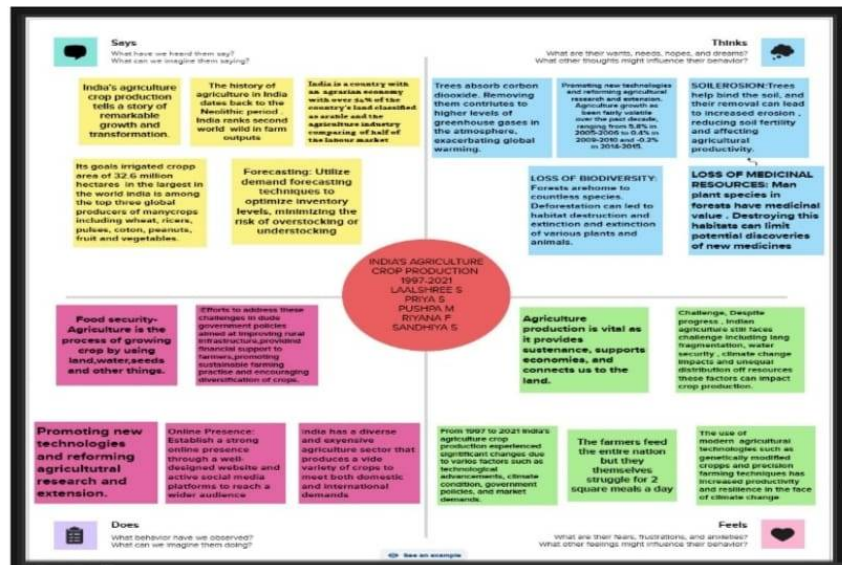 Says
What have we heard them say?
What can we imagine them saying?
India's agriculture
crop production
tells a story of
remarkable
growth and
transformation.
The history of
agriculture in India
dates back to the
Neolithic period
India ranks second
world wild in farm
outputs
India is a country with
an agrarian economy
with over 54% of the
country's land classified
as arable and the
agriculture industry
comparing of half of
the labour market
Its goals irrigated cropp
area of 32.6 million
hectares in the largest in
the world india is among
the top three global
producers of manycrops
including wheat, ricers,
pulses, coton, peanuts,
fruit and vegetables.
Forecasting: Utilize
demand forecasting
techniques to
optimize inventory
levels, minimizing the
risk of overstocking or
understocking
Thinks
What are their wants, needs, hopes, and dreams?
What other thoughts might influence their behavior?
Trees absorb corbon
diooxide. Removing
them contriutes to
higher levels of
greenhouse gases in
the atmosphere,
exacerbating global
warming.
Promoting new technologies
and reforming agricultural
research and extension.
Agriculture growth as
been fairly volatile
over the past decade,
ranging from 5.8% in
2005-2006 to 0.4% in
2009-2010 and -0.2%
in 2014-2015.
SOILEROSION:Trees
help bind the soil, and
their removal can lead
to increased erosion ,
reducing soil fertility
and affecting
agricultural
productivity.
LOSS OF BIODIVERSITY:
Forests arehome to
countless species.
Deforestation can led to
habitat destruction and
extinction and extinction
of various plants and
animals.
LOSS OF MEDICINAL
RESOURCES: Man
plant species in
forests have medicinal
value . Destroying this
habitats can limit
potential discoveries
of new medicines
INDIA'S AGRICULTURE
CROP PRODUCTION
1997-2021
LAALSHREE S
PRIYA S
PUSHPA M
RIYANA F
SANDHIYA S
Food security-
Agriculture is the
process of growing
crop by using
land,water,seeds
and other things.
Efforts to address these
challenges in dude
government policies
aimed at improving rural
infrastructure,providind
financial support to
farmers,promoting
sustainable farming
practise and encouraging
diversification of crops.
Promoting new
technologies
and reforming
agricultutral
research and
extension.
Online Presence:
Establish a strong
online presence
through a well-
designed website and
active social media
platforms to reach a
wider audience
India has a diverse
and exyensive
agriculture sector that
produces a vide
variety of crops to
meet both domestic
and international
demands
Agriculture
production is vital as
it provides
sustenance, supports
economies, and
connects us to the
land.
Challenge, Despite
progress , Indian
agriculture still faces
challenge including lang
fragmentation, water
security , climate change
impacts and unequal
distribution off resources
these factors can impact
crop production.
From 1997 to 2021 India's
agriculture crop
production experienced
significant changes due
to varios factors such as
technological
advancements, climate
condition, government
policies, and market
demands.
The farmers feed
the entire nation
but they
themselves
struggle for 2
square meals a day
The use of
modern agricultural
technologies such as
genetically modified
cropps and precision
farming techniques has
increased productivity
and resilience in the face
of climate change
Does
What behavior have we observed?
What can we imagine them doing?
See an example
Feels
What are their fears, frustrations, and anxieties?
What other feelings might influence their behavior?